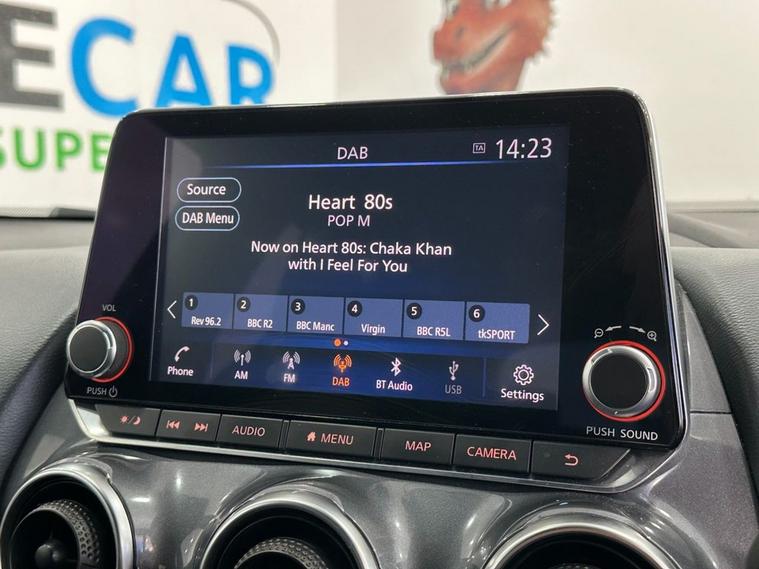 ECAR
SUPE
DAB
TA
14:23
Source
DAB Menu
Heart 80s
POP M
Now on Heart 80s: Chaka Khan
with I Feel For You
1 Rev 96.2
2 BBC R2
3 BBC Manc
4 Virgin
5 BBC R5L
6 tkSPORT
Phone
AM
FM
DAB
BT Audio
USB
Settings
VOL
PUSH
PUSH SOUND
AUDIO
MENU
MAP
CAMERA